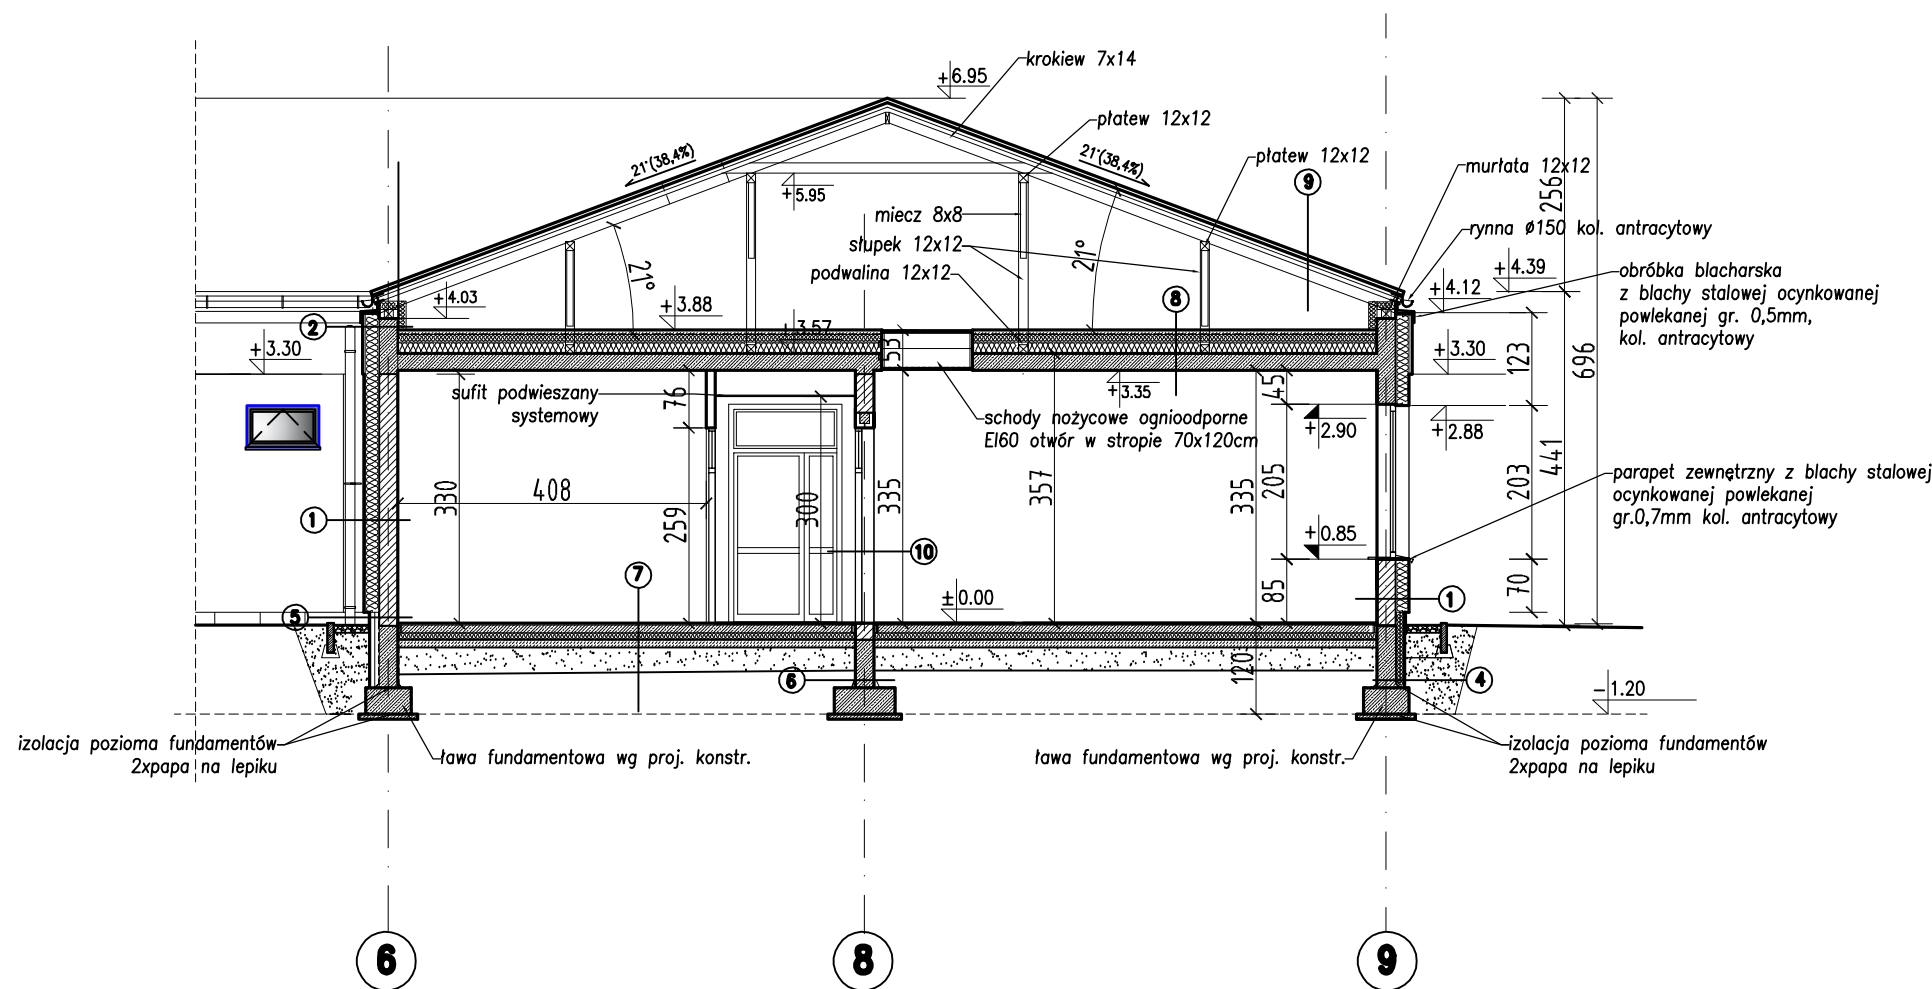 krokiew 7x14
+6.95
płatew 12x12
21°(38,4%)
21°(38,4%)
płatew 12x12
murłata 12x12
9
256
+5.95
miecz 8x8
rynna ø150 kol. antracytowy
słupek 12x12
21°
21°
podwalina 12x12
+4.39
obróbka blacharska
z blachy stalowej ocynkowanej
powlekanej gr. 0,5mm,
kol. antracytowy
+4.12
+4.03
+3.88
8
2
+3.57
53
+3.30
+3.30
123
696
+3.35
45
76
sufit podwieszany
systemowy
schody nożycowe ognioodporne
EI60 otwór w stropie 70x120cm
+2.90
+2.88
441
330
408
259
300
335
357
335
205
203
parapet zewnętrzny z blachy stalowej
ocynkowanej powlekanej
gr.0,7mm kol. antracytowy
1
+0.85
10
7
85
70
±0.00
1
5
120
6
4
-1.20
izolacja pozioma fundamentów
2xpapa na lepiku
ława fundamentowa wg proj. konstr.
ława fundamentowa wg proj. konstr.
izolacja pozioma fundamentów
2xpapa na lepiku
6
8
9